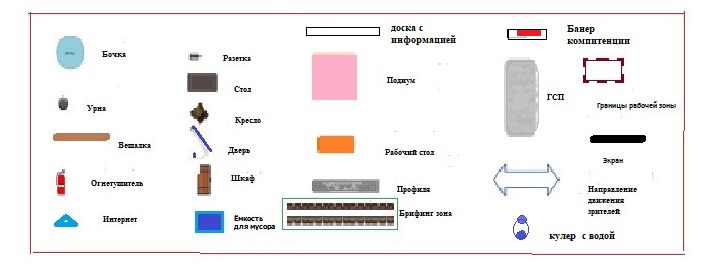 Бочка
Урна
Вешалка
Огнетушитель
Интернет
Разетка
Стол
Кресло
Дверь
Шкаф
Ёмкость
для мусора
доска с
информацией
Подиум
Рабочий стол
Профиля
Брифинг зона
Банер
компитенции
ГСП
Границы рабочей зоны
Экран
Направление
движения
зрителей
кулер с водой